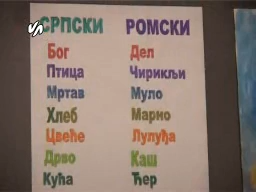 СРПСКИ РОМСКИ
Бог Дел
Птица Чирикљи
Мртав Муло
Хлеб Марно
Цвеће Лулуђа
Дрво Каш
Кућа Ћер